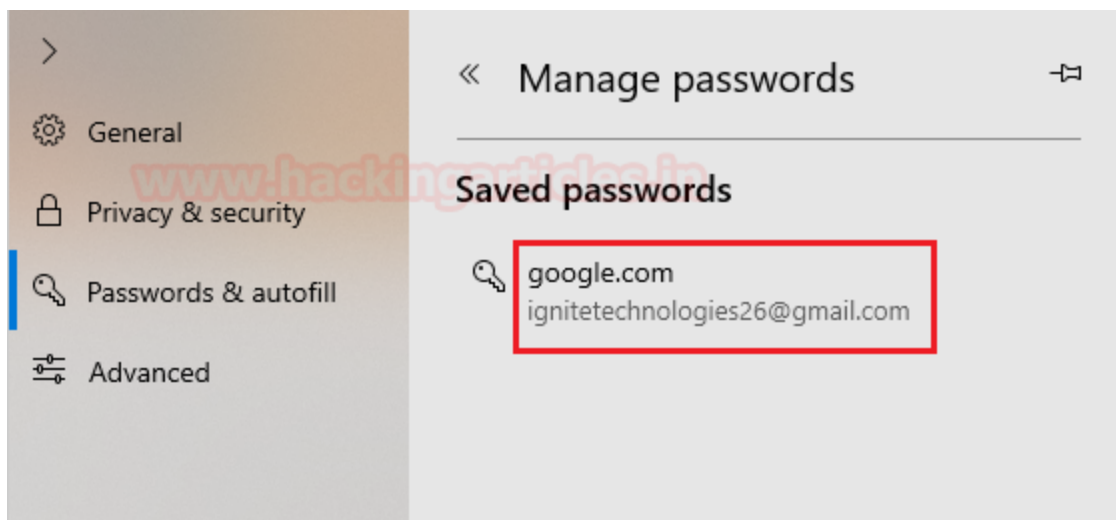 General
Privacy & security
Passwords & autofill
Advanced
Manage passwords
www.hackingarticles.in
Saved passwords
google.com
ignitetechnologies26@gmail.com